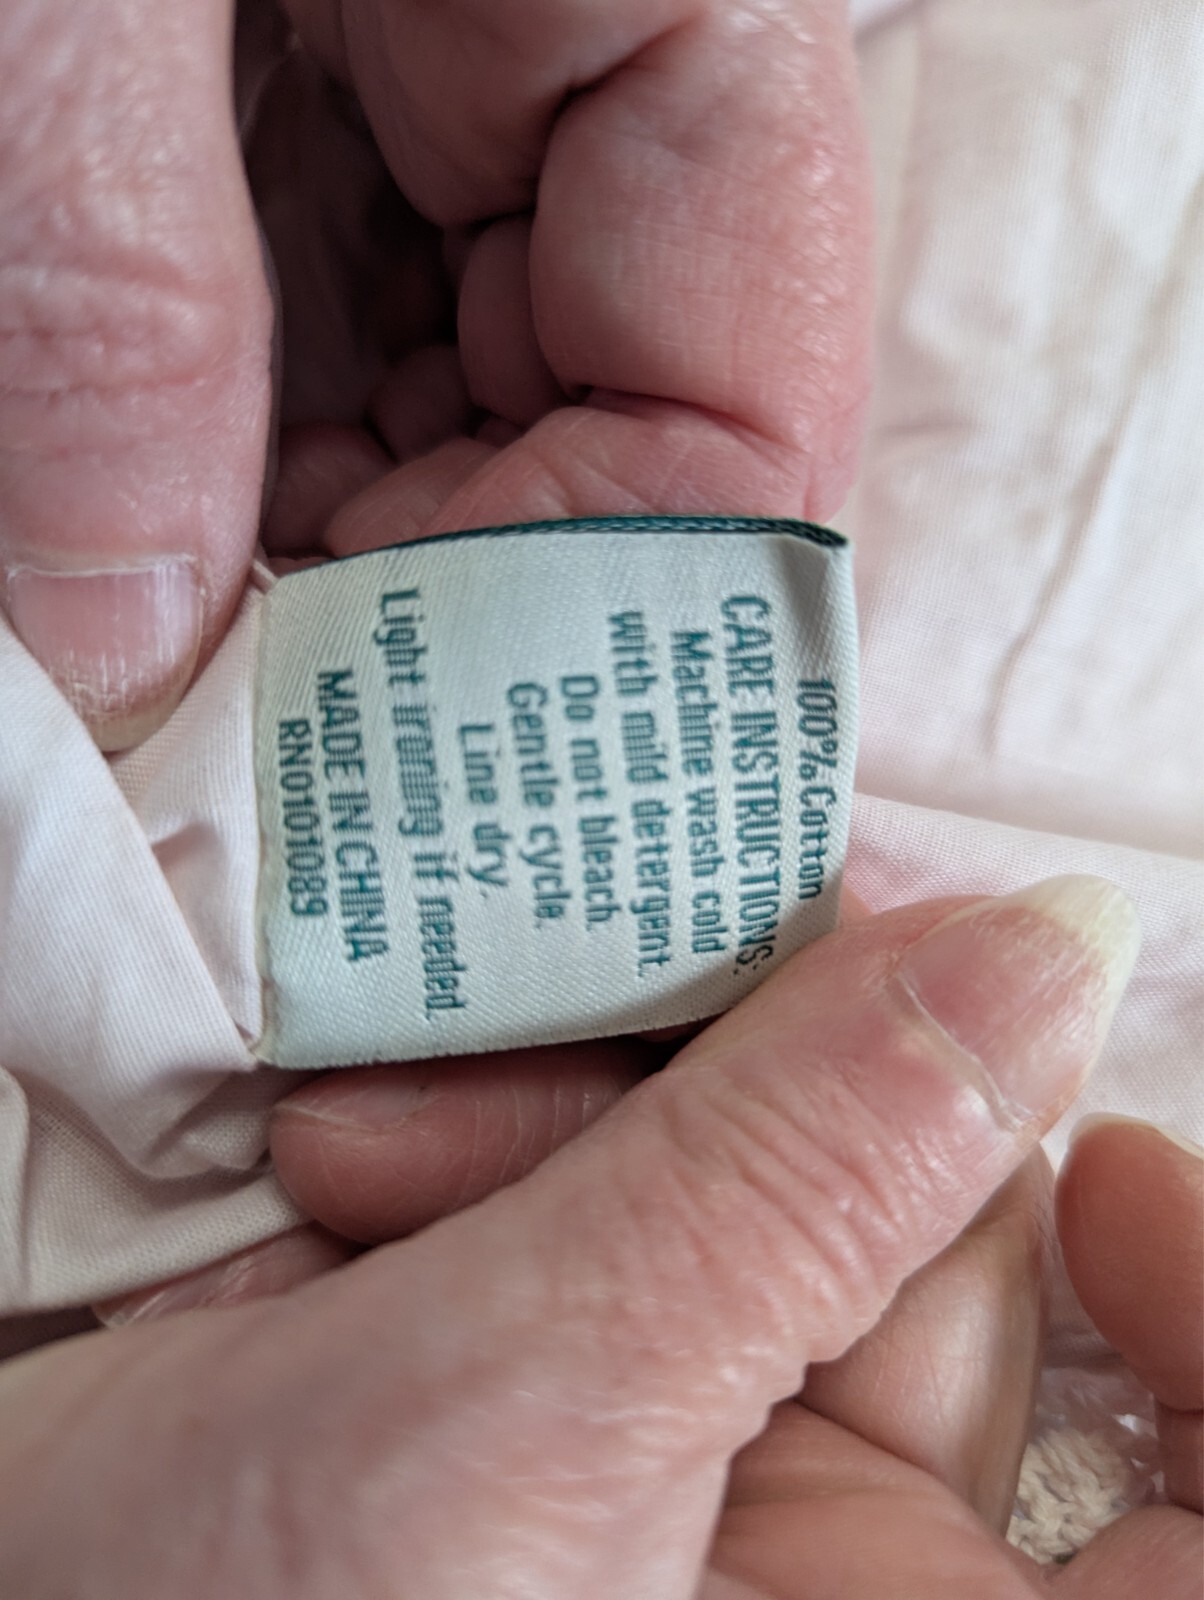 100% Cotton
CARE INSTRUCTIONS:
Machine wash cold
with mild detergent.
Do not bleach.
Gentle cycle.
Line dry.
Light ironing if needed.
MADE IN CHINA
RN0101089